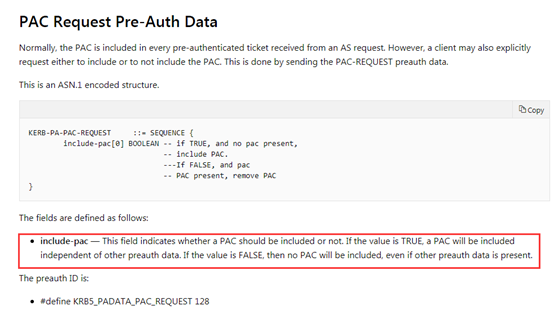 PAC Request Pre-Auth Data
Normally, the PAC is included in every pre-authenticated ticket received from an AS request. However, a client may also explicitly
request either to include or to not include the PAC. This is done by sending the PAC-REQUEST preauth data.
This is an ASN.1 encoded structure.
Copy
KERB-PA-PAC-REQUEST ::= SEQUENCE {
include-pac[0] BOOLEAN -- if TRUE, and no pac present,
-- include PAC.
---If FALSE, and pac
-- PAC present, remove PAC
}
The fields are defined as follows:
• include-pac — This field indicates whether a PAC should be included or not. If the value is TRUE, a PAC will be included
independent of other preauth data. If the value is FALSE, then no PAC will be included, even if other preauth data is present.
The preauth ID is:
• #define KRB5_PADATA_PAC_REQUEST 128